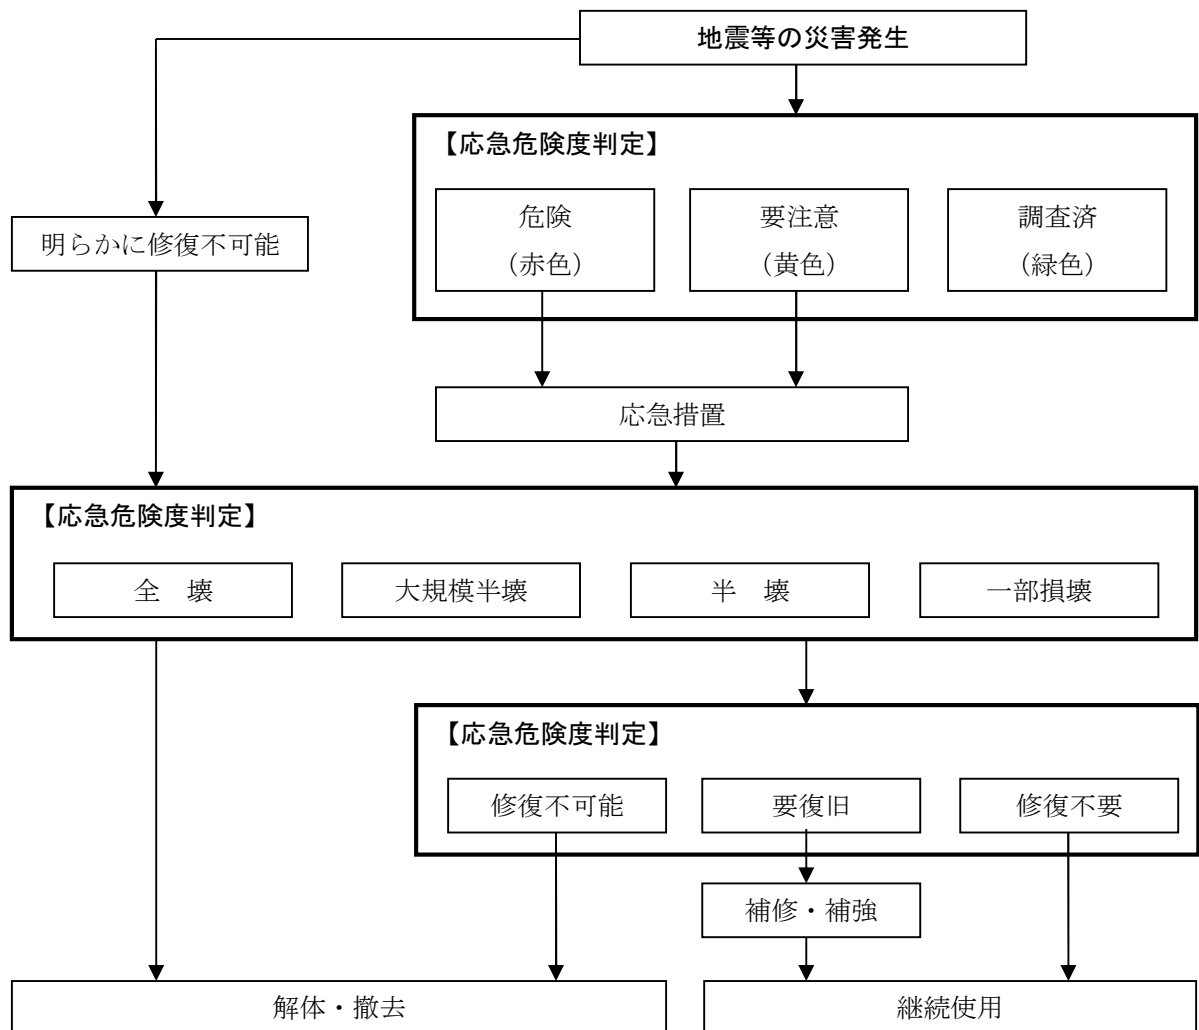 地震等の災害発生
【応急危険度判定】
危険
（赤色）
要注意
（黄色）
調査済
（緑色）
明らかに修復不可能
応急措置
【応急危険度判定】
全　壊
大規模半壊
半　壊
一部損壊
【応急危険度判定】
修復不可能
要復旧
修復不要
補修・補強
解体・撤去
継続使用